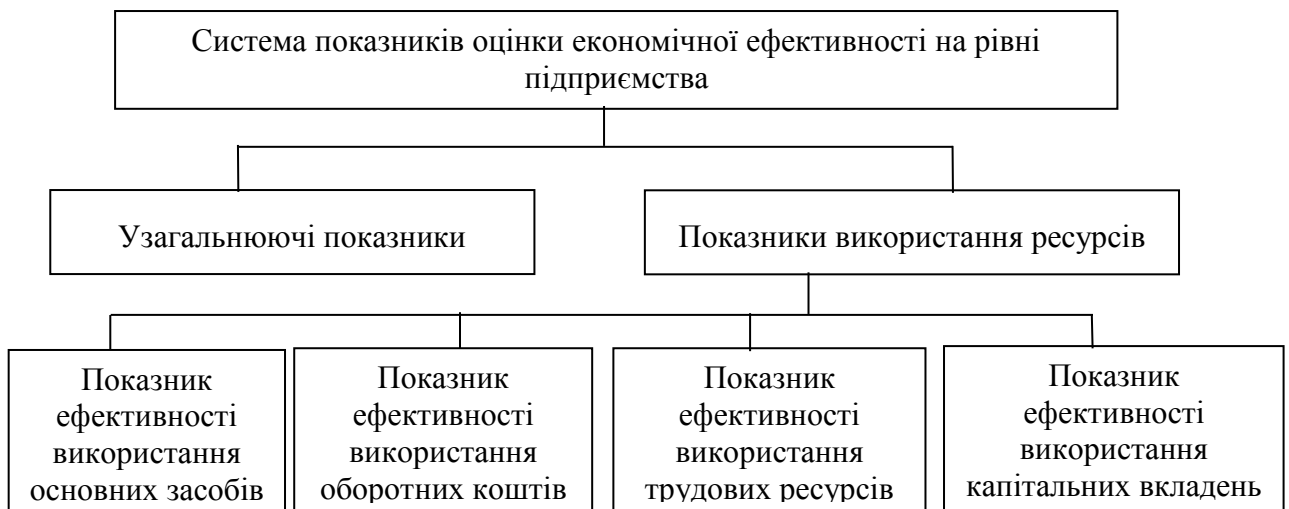 Система показників оцінки економічної ефективності на рівні
підприємства
Узагальнюючі показники
Показники використання ресурсів
Показник
ефективності
використання
основних засобів
Показник
ефективності
використання
оборотних коштів
Показник
ефективності
використання
трудових ресурсів
Показник
ефективності
використання
капітальних вкладень